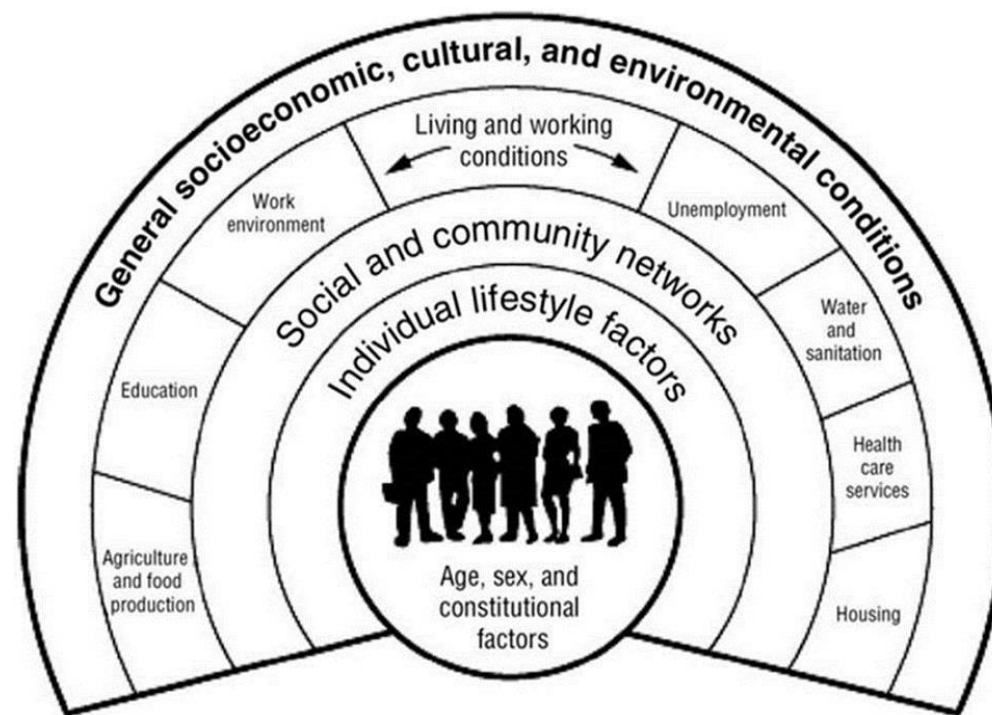 General socioeconomic, cultural, and environmental conditions
Living and working
conditions
Work
environment
Unemployment
Social and community networks
Individual lifestyle factors
Education
Water
and
sanitation
Agriculture
and food
production
Health
care
services
Housing
Age, sex, and
constitutional
factors